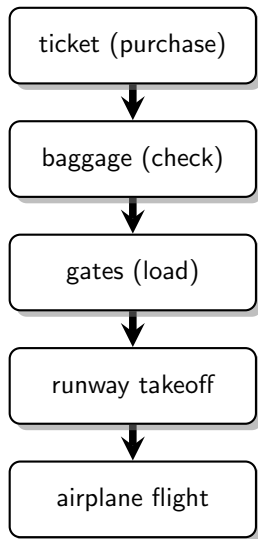 ticket (purchase)
baggage (check)
gates (load)
runway takeoff
airplane flight